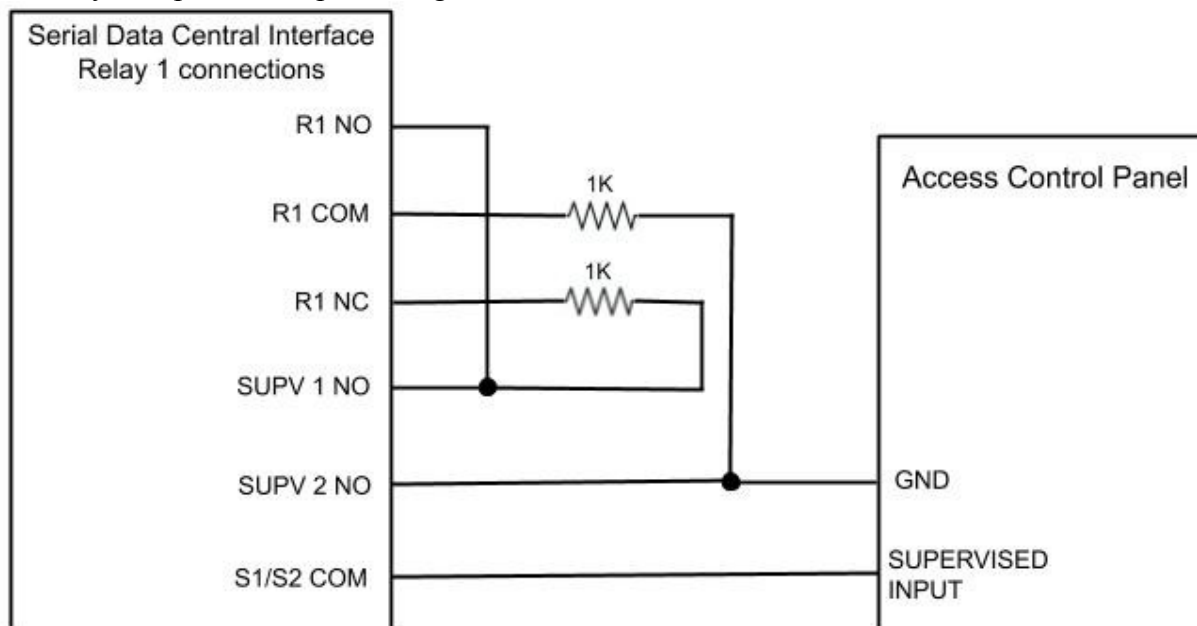 Serial Data Central Interface
Relay 1 connections
R1 NO
R1 COM
R1 NC
SUPV 1 NO
SUPV 2 NO
S1/S2 COM
1K
1K
Access Control Panel
GND
SUPERVISED
INPUT